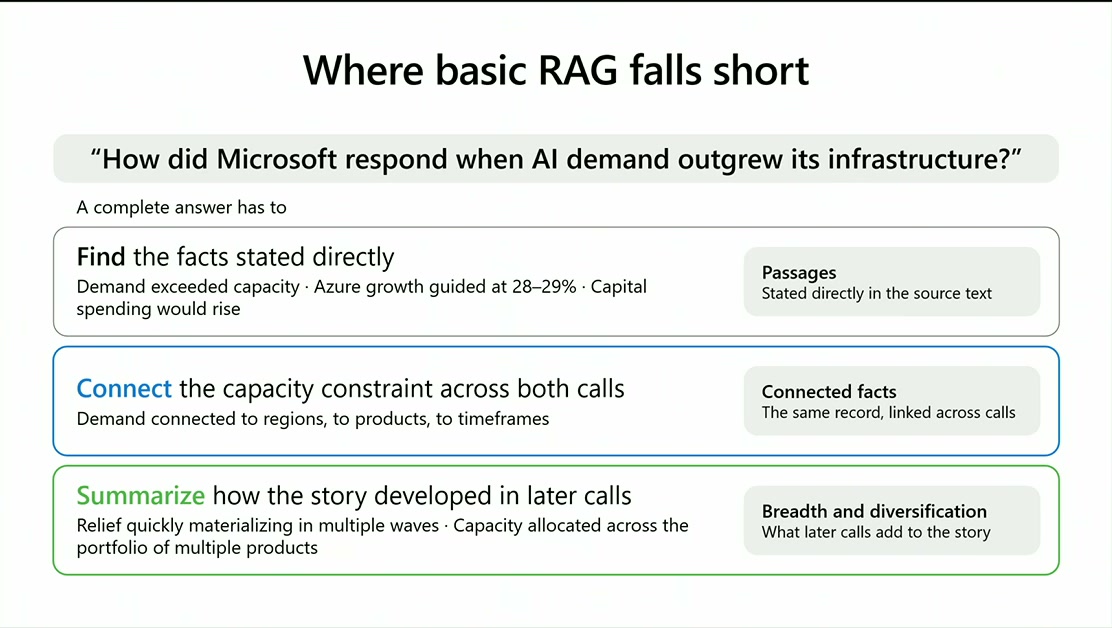 Where basic RAG falls short
“How did Microsoft respond when AI demand outgrew its infrastructure?”
A complete answer has to
Find the facts stated directly
Demand exceeded capacity · Azure growth guided at 28–29% · Capital
spending would rise
Passages
Stated directly in the source text
Connect the capacity constraint across both calls
Demand connected to regions, to products, to timeframes
Connected facts
The same record, linked across calls
Summarize how the story developed in later calls
Relief quickly materializing in multiple waves · Capacity allocated across the
portfolio of multiple products
Breadth and diversification
What later calls add to the story